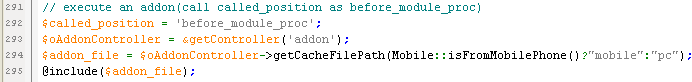 291 // execute an addon(call called_position as before_module_proc)
292 $called_position = 'before_module_proc';
293 $oAddonController = &getController('addon');
294 $addon_file = $oAddonController->getCacheFilePath(Mobile::isFromMobilePhone()?"mobile":"pc");
295 @include($addon_file);